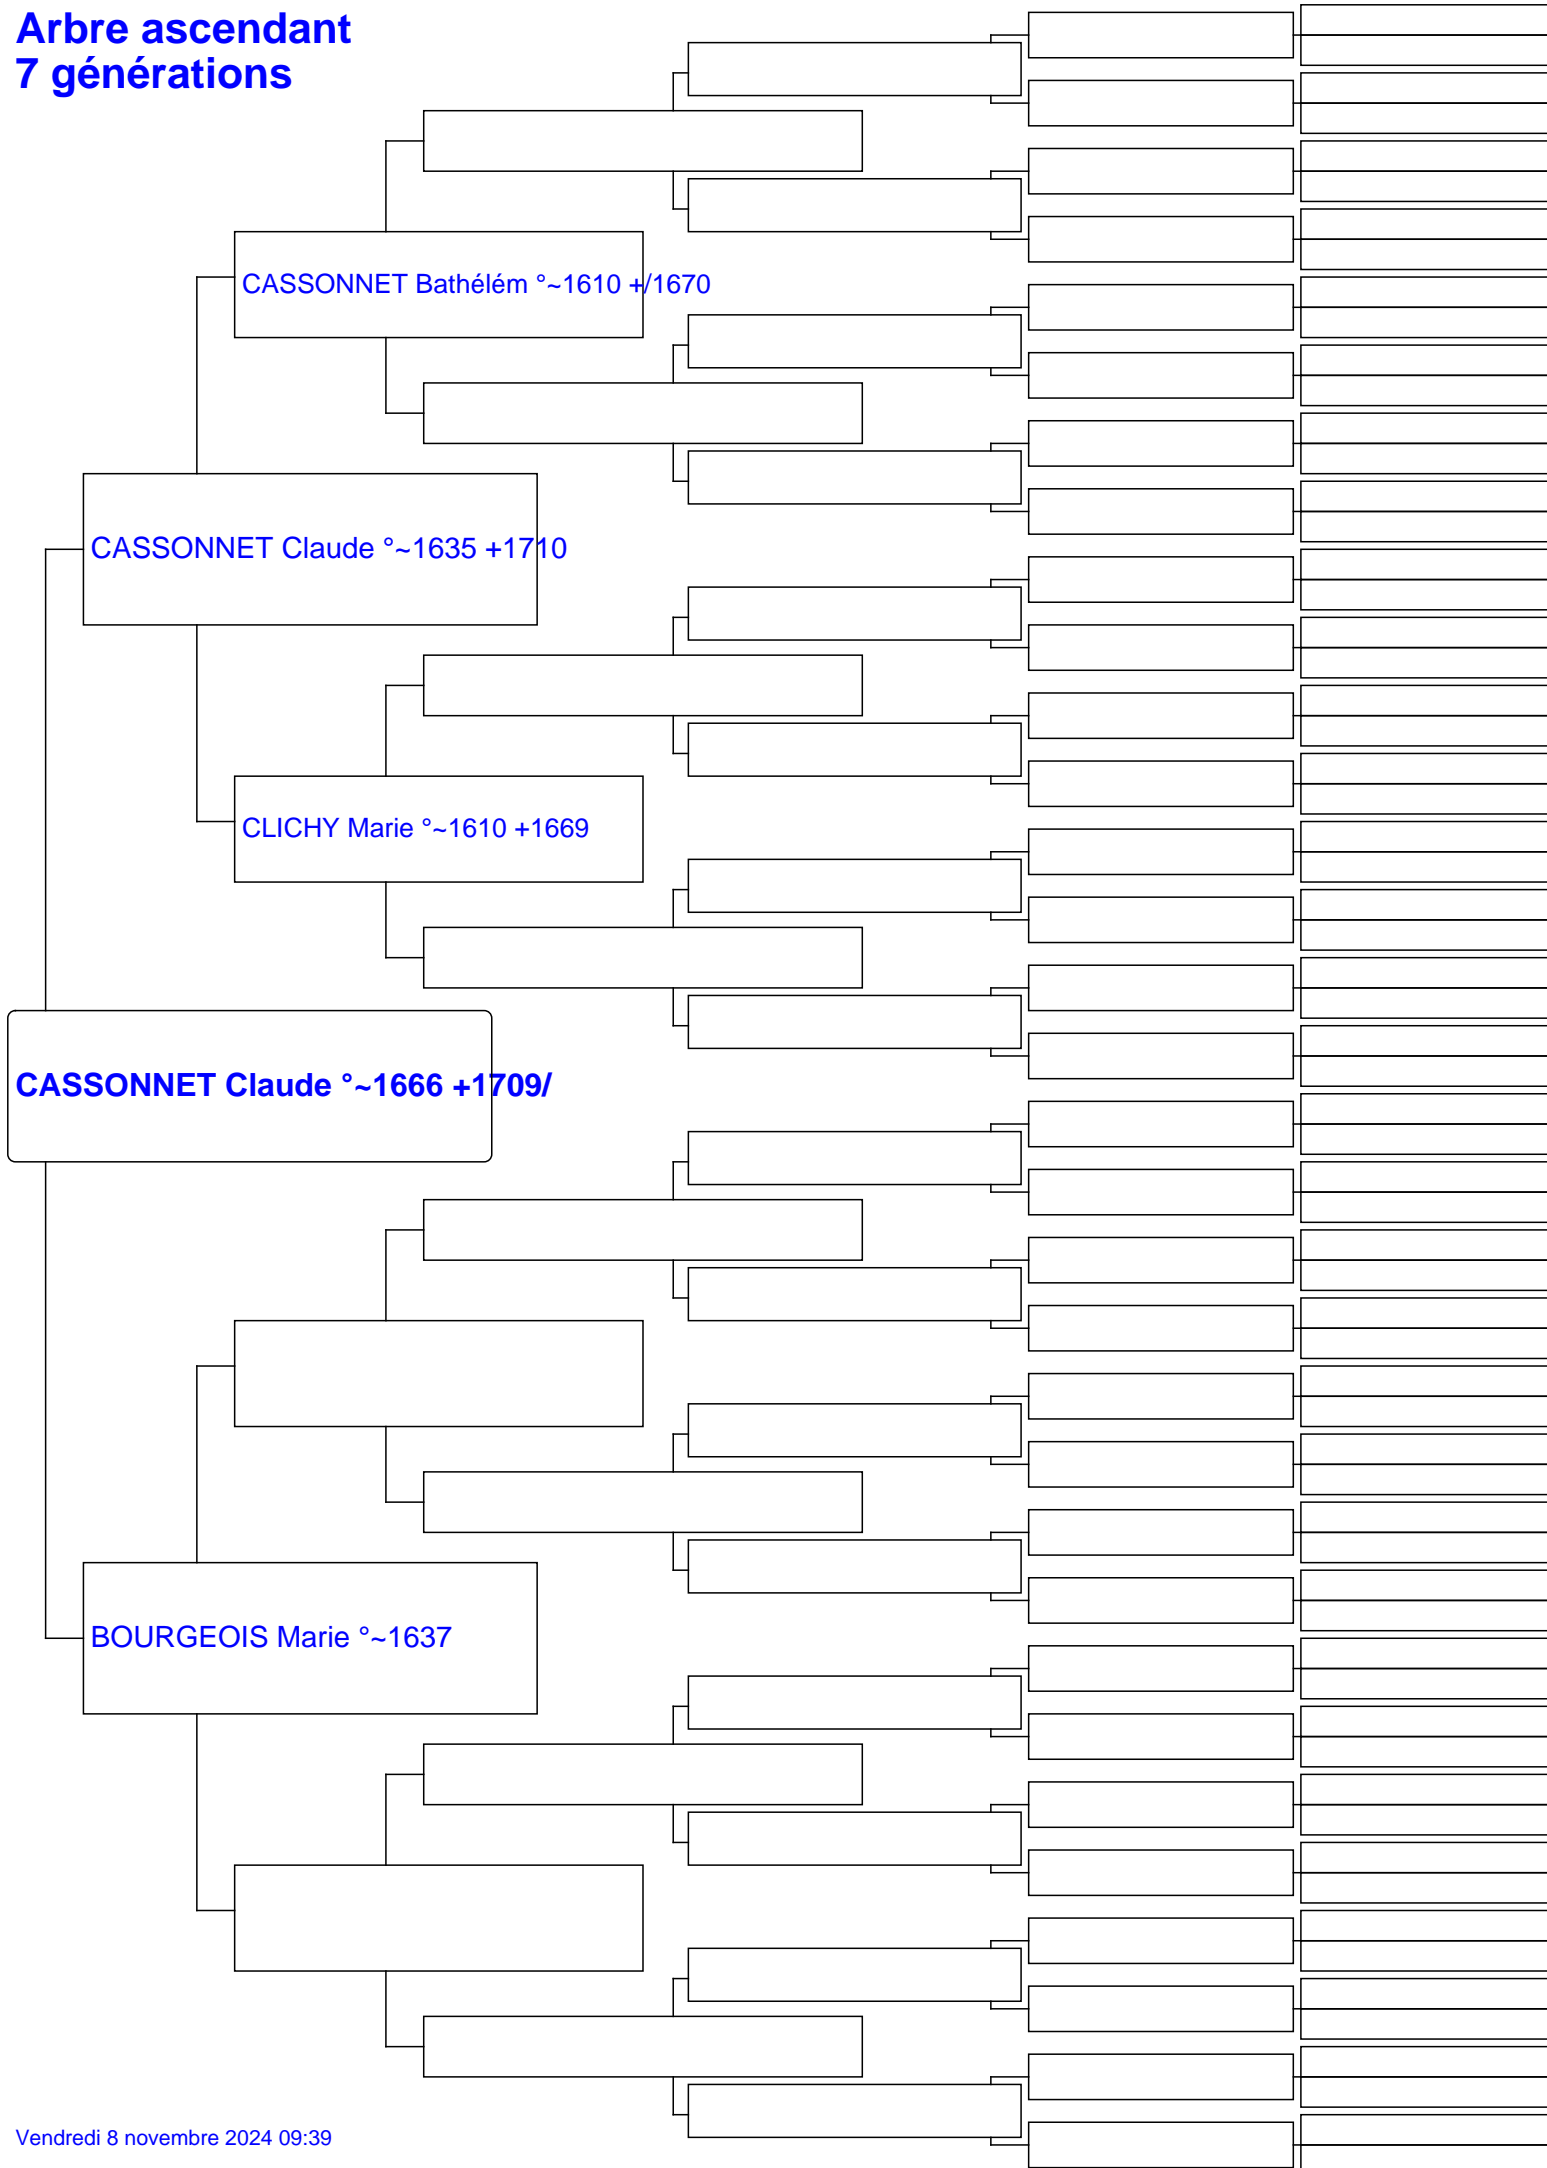 Arbre ascendant
7 générations
CASSONNET Bathélém °~1610 +/1670
CASSONNET Claude °~1635 +1710
CLICHY Marie °~1610 +1669
CASSONNET Claude °~1666 +1709/
BOURGEOIS Marie °~1637
Vendredi 8 novembre 2024 09:39